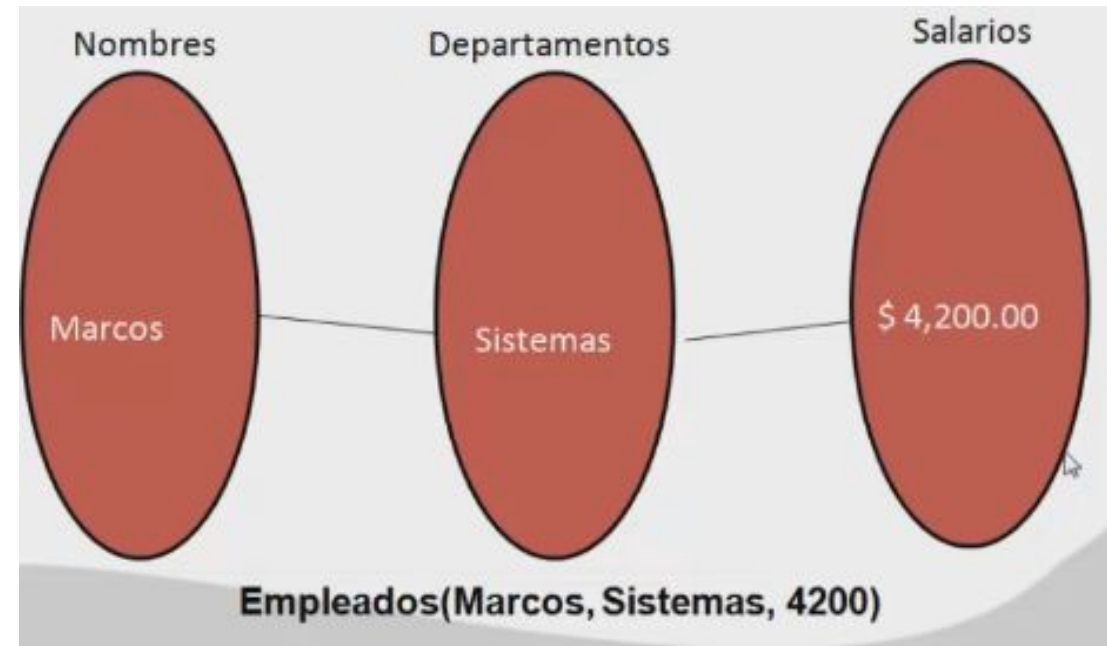 Nombres
Departamentos
Salarios
Marcos
Sistemas
$ 4,200.00
Empleados(Marcos, Sistemas, 4200)